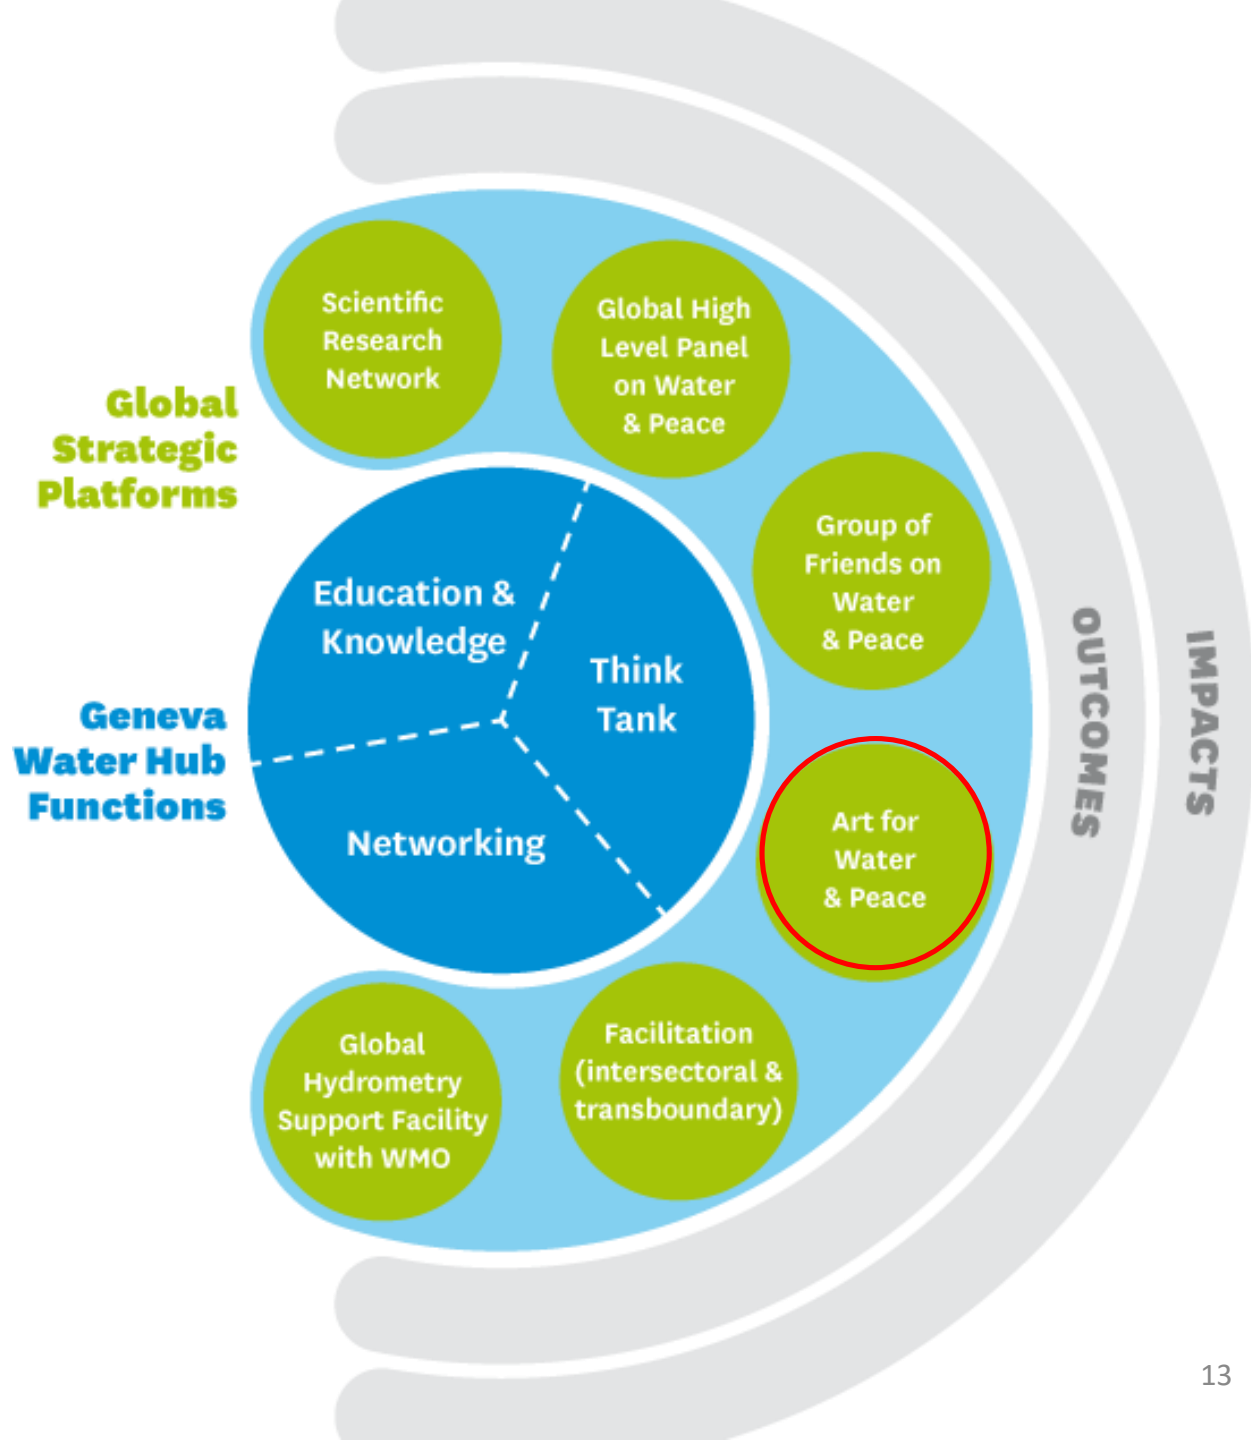 Scientific
Research
Network
Global High
Level Panel
on Water
& Peace
Global
Strategic
Platforms
Group of
Friends on
Water
& Peace
Education &
Knowledge
Think
Tank
Geneva
Water Hub
Functions
Networking
Art for
Water
& Peace
OUTCOMES
IMPACTS
Global
Hydrometry
Support Facility
with WMO
Facilitation
(intersectoral &
transboundary)
13